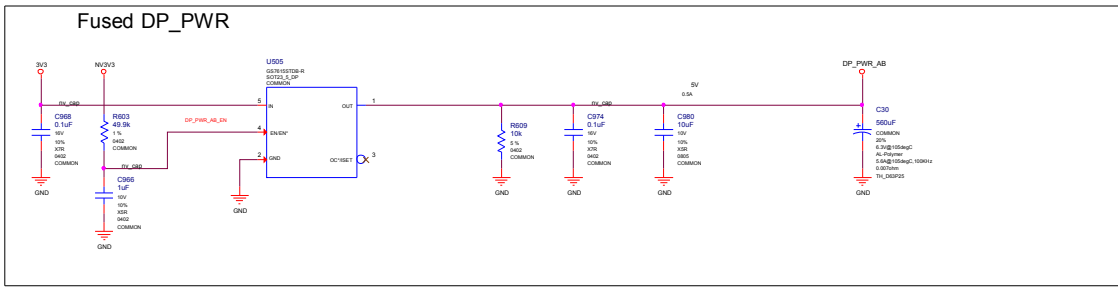 Fused DP_PWR
3V3
NV3V3
nv_cap
C968
0.1uF
16V
10%
X7R
0402
COMMON
GND
R603
49.9k
1 %
0402
COMMON
nv_cap
C966
1uF
10V
10%
X5R
0402
COMMON
GND
DP_PWR_AB_EN
U505
GS7615STDB-R
SOT23_5_DP
COMMON
5
IN
OUT
1
4
EN/EN*
2
GND
OC*/ISET
3
GND
R609
10k
5 %
0402
COMMON
GND
nv_cap
C974
0.1uF
16V
10%
X7R
0402
COMMON
GND
C980
10uF
10V
10%
X5R
0805
COMMON
GND
5V
0.5A
DP_PWR_AB
C30
560uF
COMMON
20%
6.3V@105degC
AL-Polymer
5.6A@105degC,100KHz
0.007ohm
TH_D63P25
GND